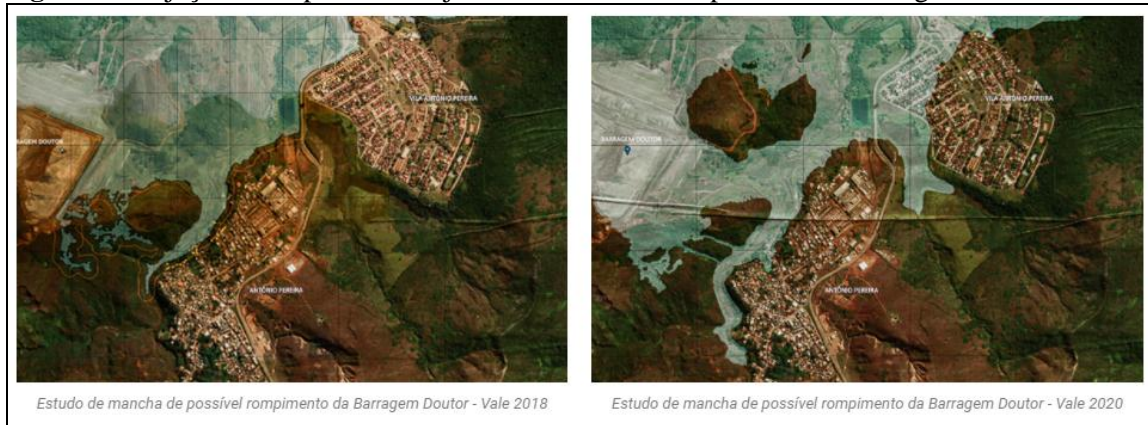 VILA ANTÔNIO PEREIRA
RAGEM DOUTOR
ANTÔNIO PEREIRA
Estudo de mancha de possível rompimento da Barragem Doutor - Vale 2018
VILA ANTÔNIO PEREIRA
BARRAGEM DOUTOR
ANTÔNIO PEREIRA
Estudo de mancha de possível rompimento da Barragem Doutor - Vale 2020